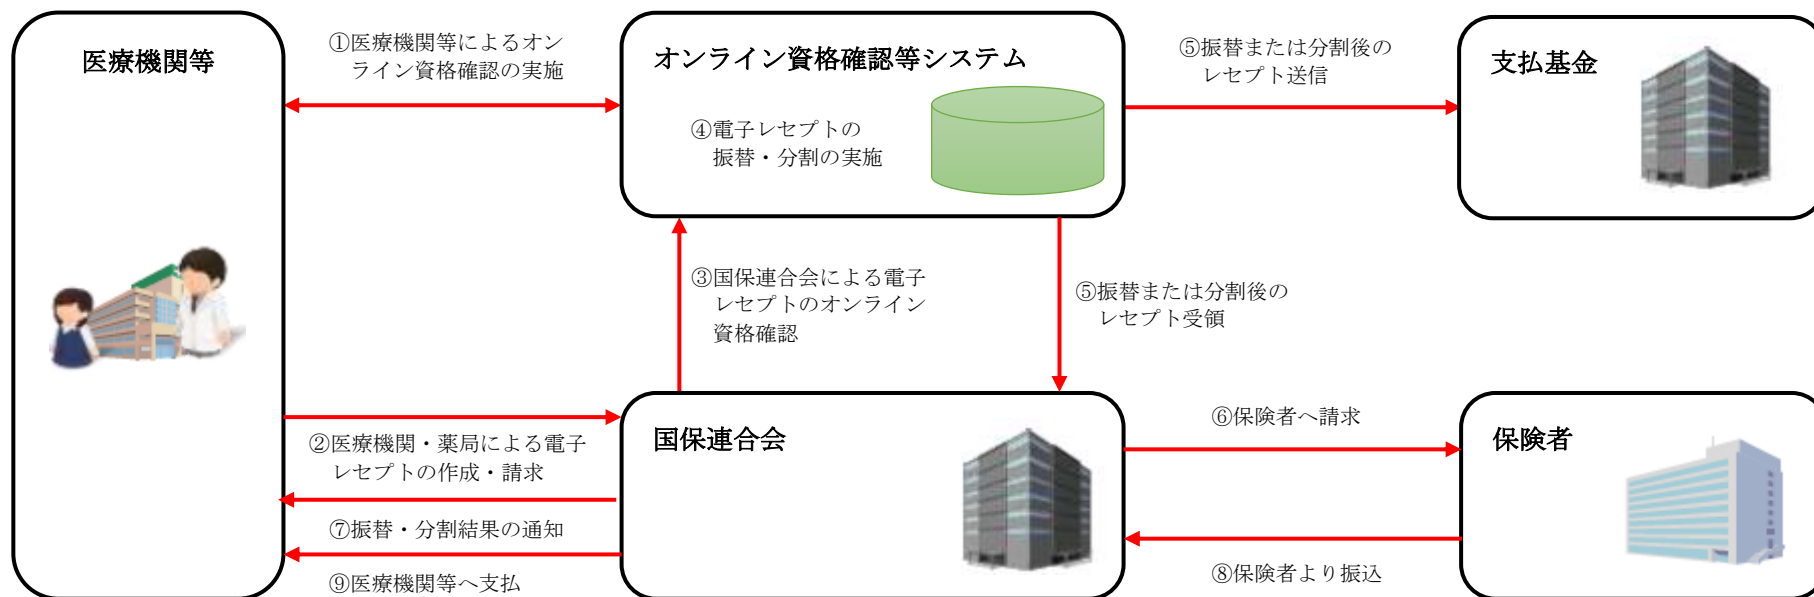 医療機関等
①医療機関等によるオン
ライン資格確認の実施
オンライン資格確認等システム
④電子レセプトの
振替・分割の実施
⑤振替または分割後の
レセプト送信
支払基金
③国保連合会による電子
レセプトのオンライン
資格確認
⑤振替または分割後の
レセプト受領
②医療機関・薬局による電子
レセプトの作成・請求
⑦振替・分割結果の通知
⑨医療機関等へ支払
国保連合会
⑥保険者へ請求
⑧保険者より振込
保険者